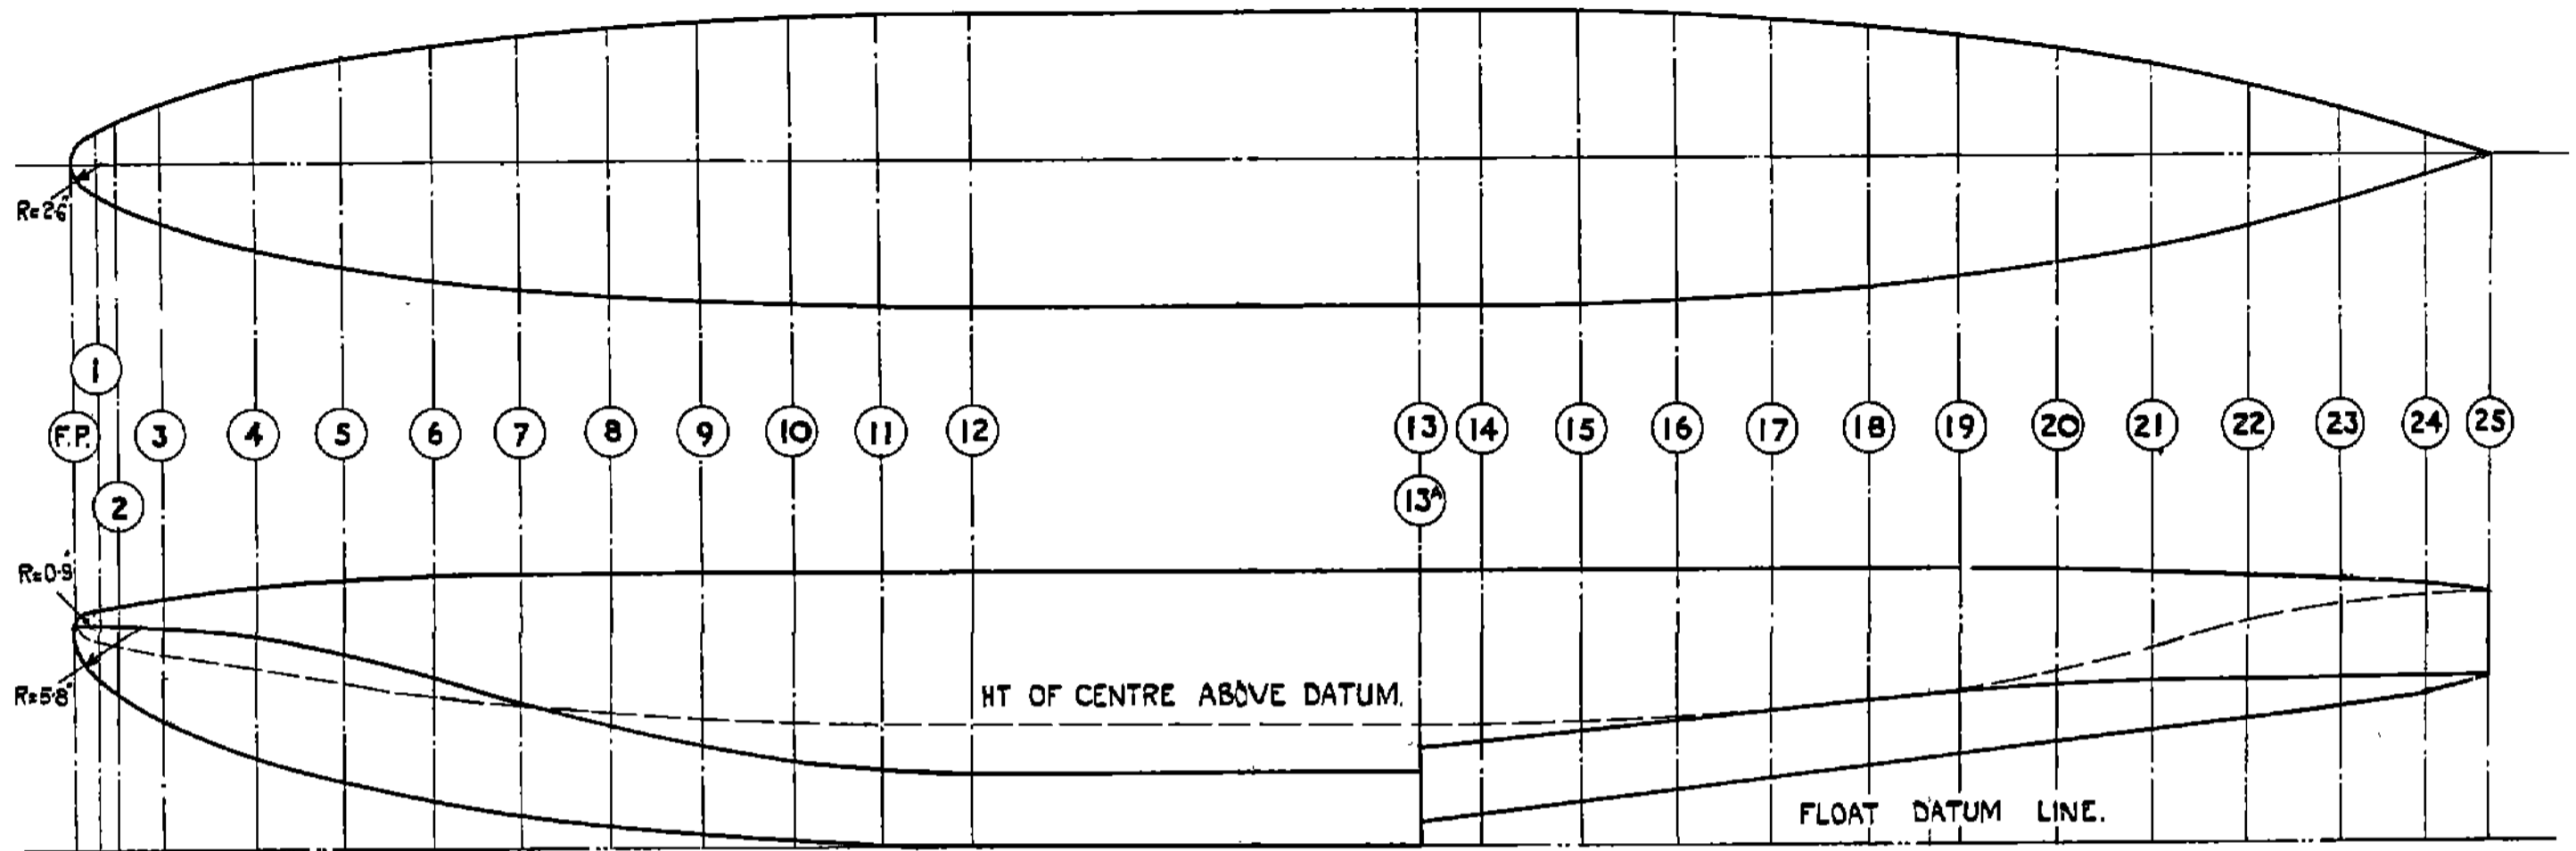 R=2·6"
1
F.P. 3 4 5 6 7 8 9 10 11 12 13 14 15 16 17 18 19 20 21 22 23 24 25
2 13A
R=0·9"
R=5·8"
HT OF CENTRE ABOVE DATUM.
FLOAT DATUM LINE.